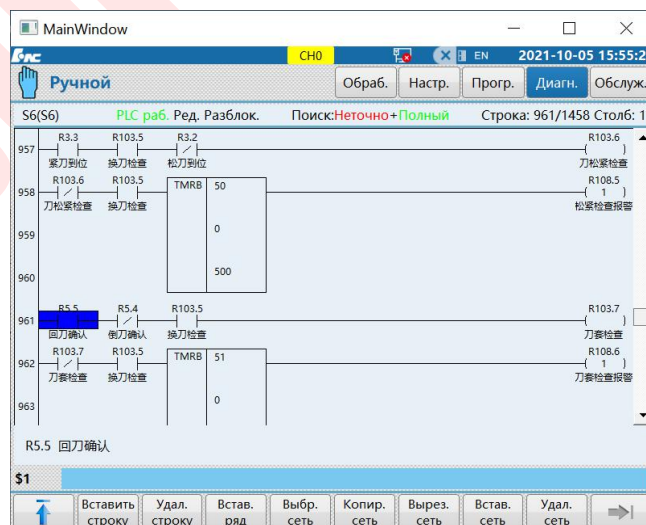 MainWindow
CH0 EN 2021-10-05 15:55:2
Ручной Обраб. Настр. Прогр. Диагн. Обслуж.
S6(S6) PLC раб. Ред. Разблок. Поиск:Неточно+Полный Строка: 961/1458 Столб: 1
R3.3 R103.5 R3.2 R103.6
957
紧刀到位 换刀检查 松刀到位 刀松紧检查
R103.6 R103.5 TMRB 50 R108.5
958 1
刀松紧检查 换刀检查 松紧检查报警
959 0
960 500
R5.5 R5.4 R103.5 R103.7
961
回刀确认 倒刀确认 换刀检查 刀套检查
R103.7 R103.5 TMRB 51 R108.6
962 1
刀套检查 换刀检查 刀套检查报警
963 0
R5.5 回刀确认
$1
Вставить Удал. Встав. Выбр. Копир. Вырез. Встав. Удал.
строку строку ряд сеть сеть сеть сеть сеть